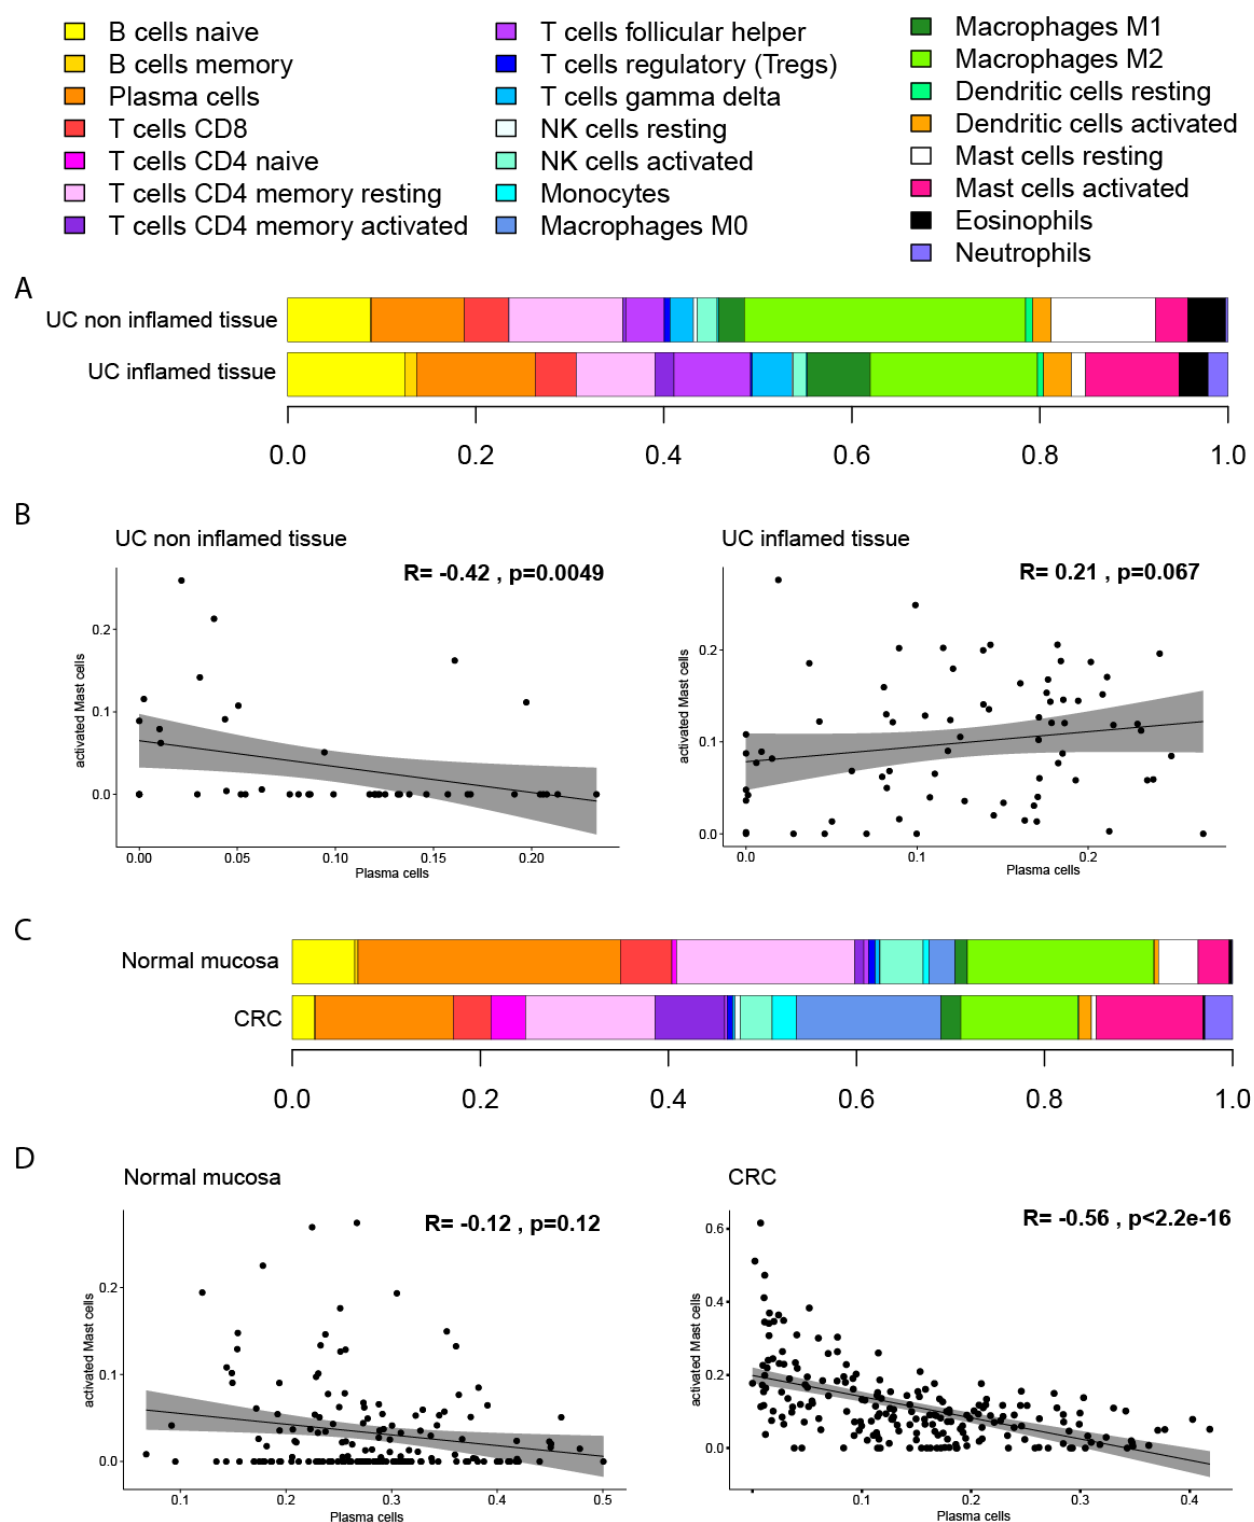 B cells naive
B cells memory
Plasma cells
T cells CD8
T cells CD4 naive
T cells CD4 memory resting
T cells CD4 memory activated
T cells follicular helper
T cells regulatory (Tregs)
T cells gamma delta
NK cells resting
NK cells activated
Monocytes
Macrophages M0
Macrophages M1
Macrophages M2
Dendritic cells resting
Dendritic cells activated
Mast cells resting
Mast cells activated
Eosinophils
Neutrophils
A
UC non inflamed tissue
UC inflamed tissue
0.0 0.2 0.4 0.6 0.8 1.0
B
UC non inflamed tissue
R= -0.42 , p=0.0049
activated Mast cells
0.2
0.1
0.0
0.00 0.05 0.10 0.15 0.20
Plasma cells
UC inflamed tissue
R= 0.21 , p=0.067
activated Mast cells
0.2
0.1
0.0
0.0 0.1 0.2
Plasma cells
C
Normal mucosa
CRC
0.0 0.2 0.4 0.6 0.8 1.0
D
Normal mucosa
R= -0.12 , p=0.12
activated Mast cells
0.2
0.1
0.0
0.1 0.2 0.3 0.4 0.5
Plasma cells
CRC
R= -0.56 , p<2.2e-16
activated Mast cells
0.6
0.4
0.2
0.0
0.1 0.2 0.3 0.4
Plasma cells